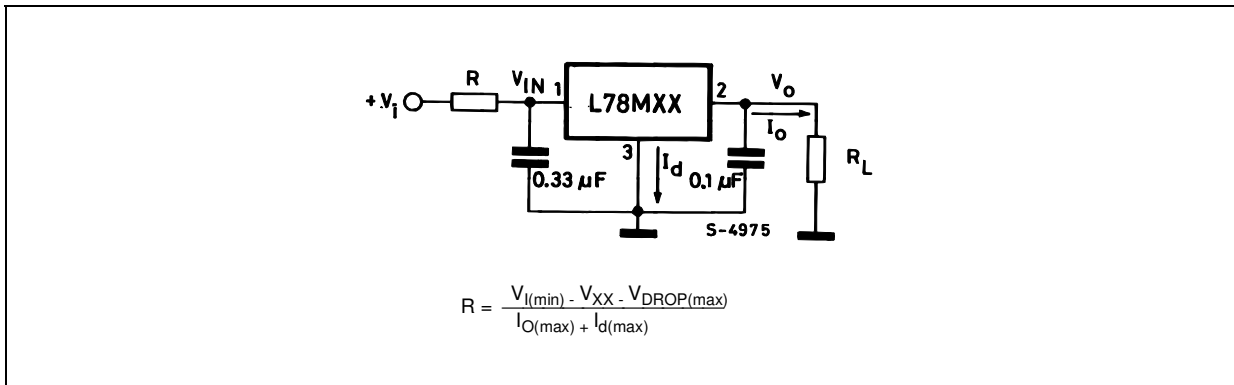 R
V_IN
1
L78MXX
2
V_o
+ V_i
I_o
3
I_d
R_L
0.33 µF
0.1 µF
S-4975
R = V_I(min) - V_XX - V_DROP(max)
I_O(max) + I_d(max)